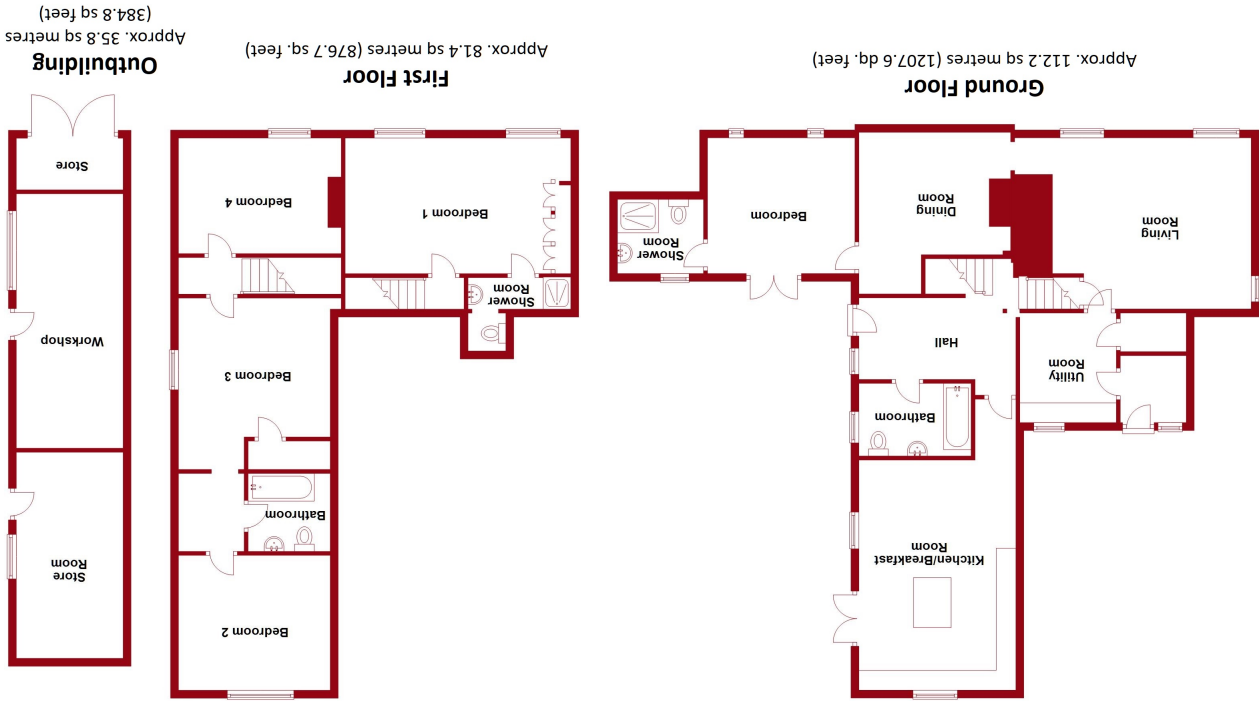 Kitchen/Breakfast
Room
Bathroom
Utility
Room
Hall
Living
Room
Dining
Room
Bedroom
Shower
Room
Ground Floor
Approx. 112.2 sq metres (1207.6 dq. feet)
Bedroom 2
Bathroom
Bedroom 3
Shower
Room
Bedroom 1
Bedroom 4
First Floor
Approx. 81.4 sq metres (876.7 sq. feet)
Store
Room
Workshop
Store
Outbuilding
Approx. 35.8 sq metres
(384.8 sq feet)